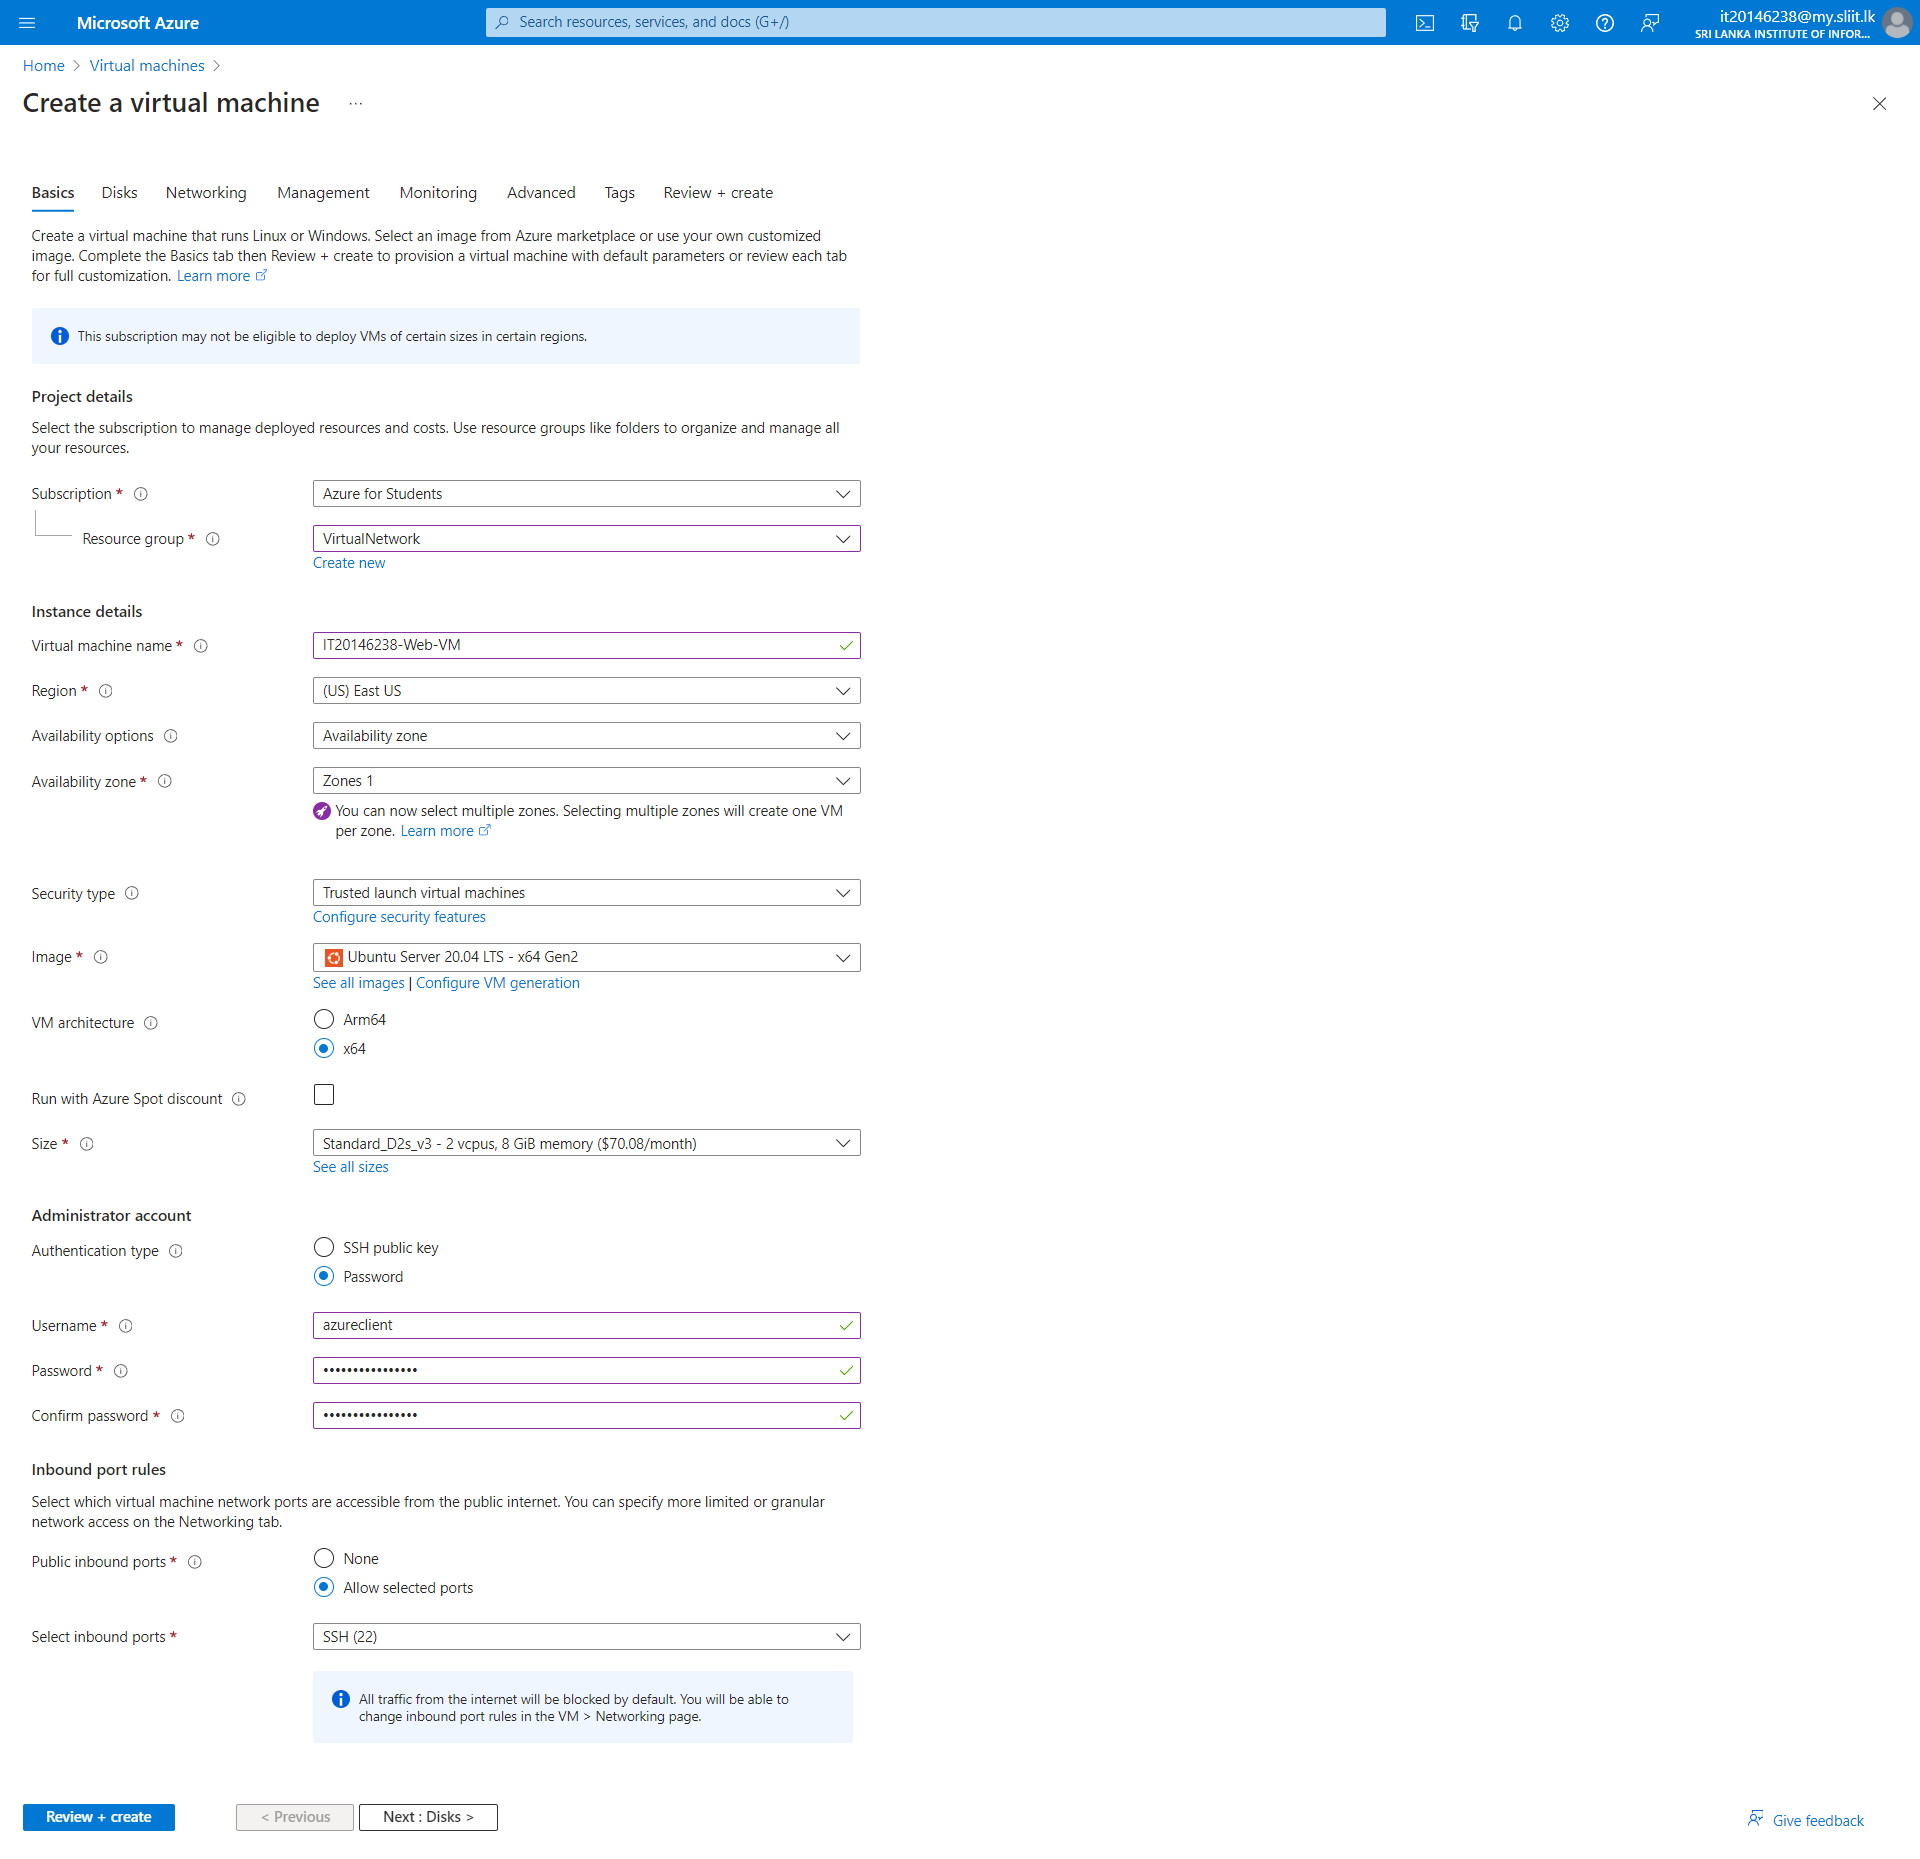 Microsoft Azure
Search resources, services, and docs (G+/)
it20146238@my.sliit.lk
SRI LANKA INSTITUTE OF INFOR...
Home > Virtual machines >
Create a virtual machine ...
Basics Disks Networking Management Monitoring Advanced Tags Review + create
Create a virtual machine that runs Linux or Windows. Select an image from Azure marketplace or use your own customized
image. Complete the Basics tab then Review + create to provision a virtual machine with default parameters or review each tab
for full customization. Learn more
This subscription may not be eligible to deploy VMs of certain sizes in certain regions.
Project details
Select the subscription to manage deployed resources and costs. Use resource groups like folders to organize and manage all
your resources.
Subscription * Azure for Students
Resource group * VirtualNetwork
Create new
Instance details
Virtual machine name * IT20146238-Web-VM
Region * (US) East US
Availability options Availability zone
Availability zone * Zones 1
You can now select multiple zones. Selecting multiple zones will create one VM
per zone. Learn more
Security type Trusted launch virtual machines
Configure security features
Image * Ubuntu Server 20.04 LTS - x64 Gen2
See all images | Configure VM generation
VM architecture Arm64
x64
Run with Azure Spot discount
Size * Standard_D2s_v3 - 2 vcpus, 8 GiB memory ($70.08/month)
See all sizes
Administrator account
Authentication type SSH public key
Password
Username * azureclient
Password * ••••••••••••••••
Confirm password * ••••••••••••••••
Inbound port rules
Select which virtual machine network ports are accessible from the public internet. You can specify more limited or granular
network access on the Networking tab.
Public inbound ports * None
Allow selected ports
Select inbound ports * SSH (22)
All traffic from the internet will be blocked by default. You will be able to
change inbound port rules in the VM > Networking page.
Review + create < Previous Next : Disks > Give feedback